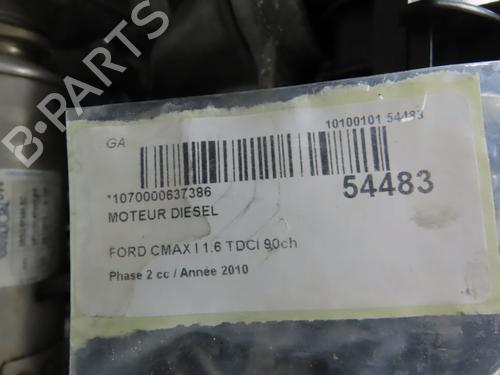 B-PARTS
GA
10100101 54483
*1070000637386
54483
MOTEUR DIESEL
FORD CMAX I 1.6 TDCI 90ch
Phase 2 cc / Année 2010